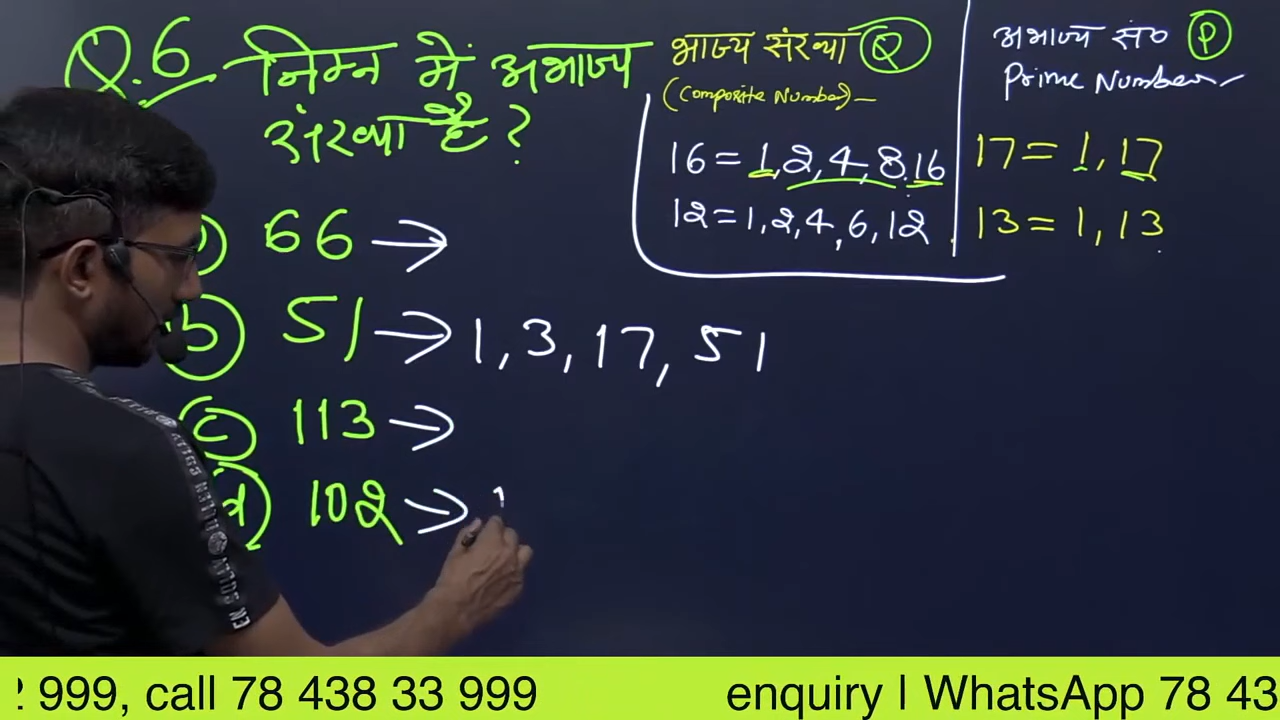 Q.6 निम्न में अभाज्य
संख्या है ?
66 →
b) 51 → 1, 3, 17, 51
c) 113 →
102 →
भाज्य संख्या Q
(Composite Number)
16 = 1, 2, 4, 8, 16
12 = 1, 2, 4, 6, 12
अभाज्य सं० P
Prime Number
17 = 1, 17
13 = 1, 13
999, call 78 438 33 999 enquiry | WhatsApp 78 43